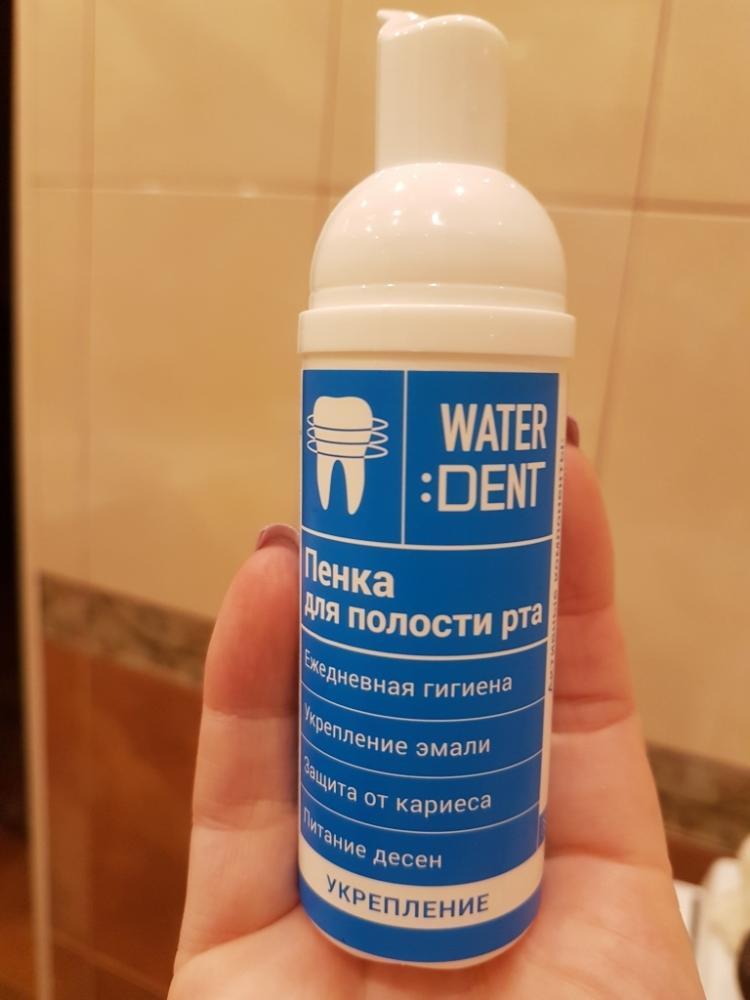 WATER
:DENT
Пенка
для полости рта
Ежедневная гигиена
Укрепление эмали
Защита от кариеса
Питание десен
УКРЕПЛЕНИЕ